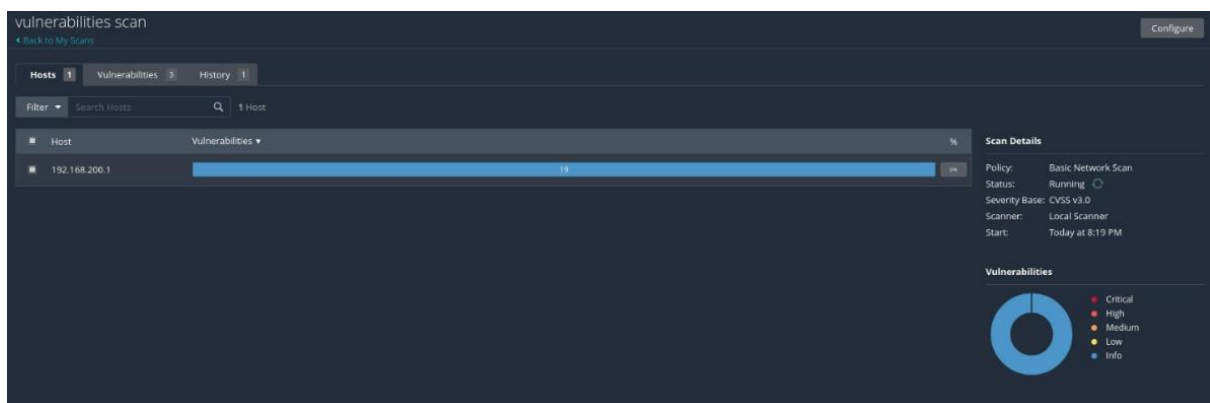 vulnerabilities scan
Back to My Scans
Configure
Hosts 1 Vulnerabilities 3 History 1
Filter Search Hosts 1 Host
Host Vulnerabilities %
192.168.200.1 19
Scan Details
Policy: Basic Network Scan
Status: Running
Severity Base: CVSS v3.0
Scanner: Local Scanner
Start: Today at 8:19 PM
Vulnerabilities
Critical
High
Medium
Low
Info